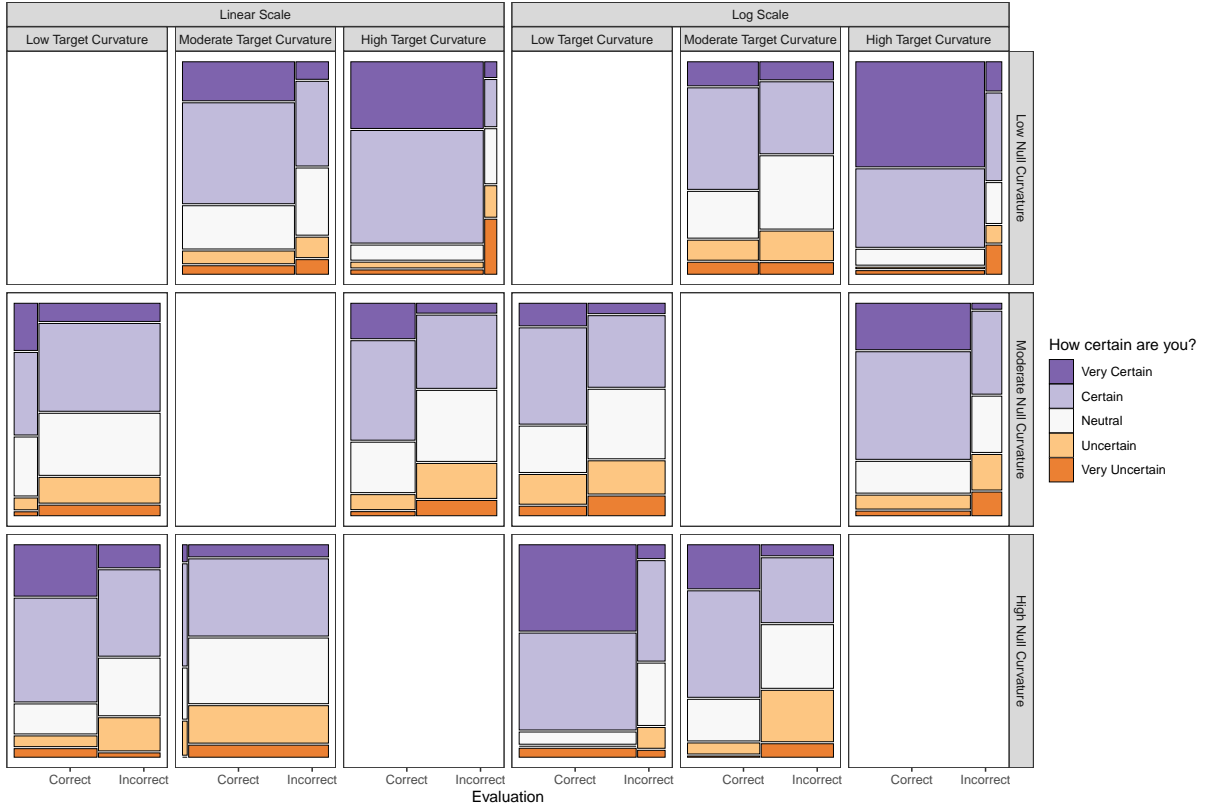 Linear Scale
Log Scale
Low Target Curvature
Moderate Target Curvature
High Target Curvature
Low Target Curvature
Moderate Target Curvature
High Target Curvature
Low Null Curvature
Moderate Null Curvature
High Null Curvature
How certain are you?
Very Certain
Certain
Neutral
Uncertain
Very Uncertain
Correct
Incorrect
Correct
Incorrect
Correct
Incorrect
Correct
Incorrect
Correct
Incorrect
Correct
Incorrect
Evaluation